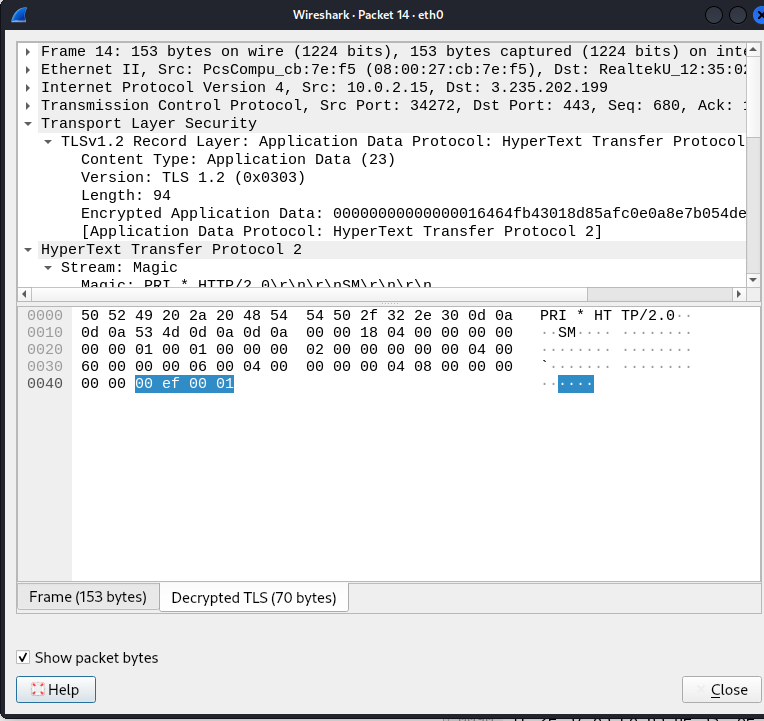 Wireshark · Packet 14 · eth0
Frame 14: 153 bytes on wire (1224 bits), 153 bytes captured (1224 bits) on inte
Ethernet II, Src: PcsCompu_cb:7e:f5 (08:00:27:cb:7e:f5), Dst: RealtekU_12:35:02
Internet Protocol Version 4, Src: 10.0.2.15, Dst: 3.235.202.199
Transmission Control Protocol, Src Port: 34272, Dst Port: 443, Seq: 680, Ack: 1
Transport Layer Security
TLSv1.2 Record Layer: Application Data Protocol: HyperText Transfer Protocol
Content Type: Application Data (23)
Version: TLS 1.2 (0x0303)
Length: 94
Encrypted Application Data: 00000000000000016464fb43018d85afc0e0a8e7b054de
[Application Data Protocol: HyperText Transfer Protocol 2]
HyperText Transfer Protocol 2
Stream: Magic
Magic: PRI * HTTP/2.0\r\n\r\nSM\r\n\r\n
0000 50 52 49 20 2a 20 48 54 54 50 2f 32 2e 30 0d 0a PRI * HT TP/2.0··
0010 0d 0a 53 4d 0d 0a 0d 0a 00 00 18 04 00 00 00 00 ··SM···· ········
0020 00 00 01 00 01 00 00 00 02 00 00 00 00 00 04 00 ········ ········
0030 60 00 00 00 06 00 04 00 00 00 00 04 08 00 00 00 `······· ········
0040 00 00 00 ef 00 01 ······
Frame (153 bytes)
Decrypted TLS (70 bytes)
Show packet bytes
Help
Close